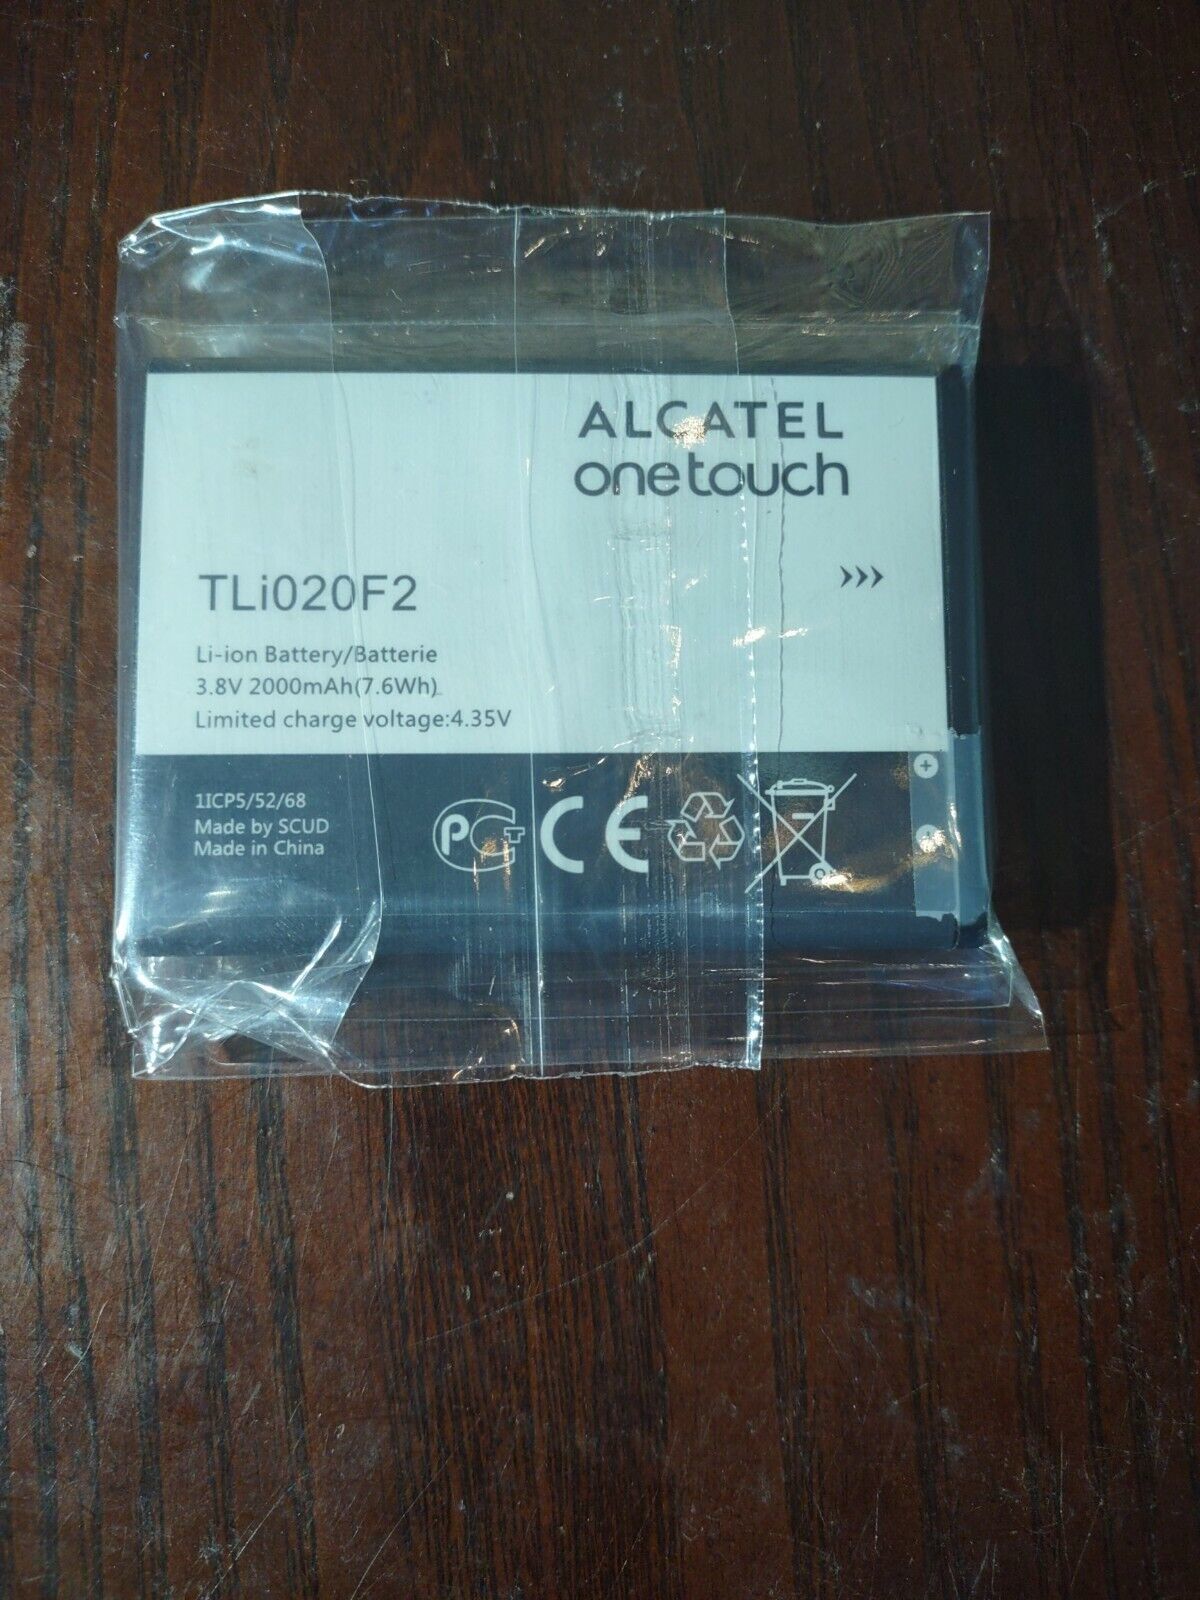 ALCATEL
onetouch
TLi020F2
Li-ion Battery/Batterie
3.8V 2000mAh(7.6Wh)
Limited charge voltage:4.35V
1ICP5/52/68
Made by SCUD
Made in China